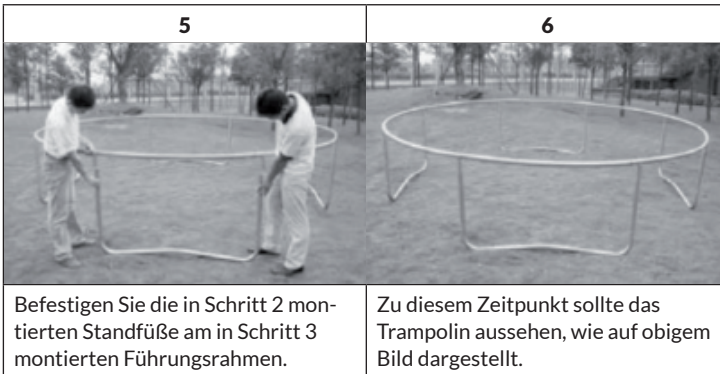 5
6
Befestigen Sie die in Schritt 2 mon-
tierten Standfüße am in Schritt 3
montierten Führungsrahmen.
Zu diesem Zeitpunkt sollte das
Trampolin aussehen, wie auf obigem
Bild dargestellt.